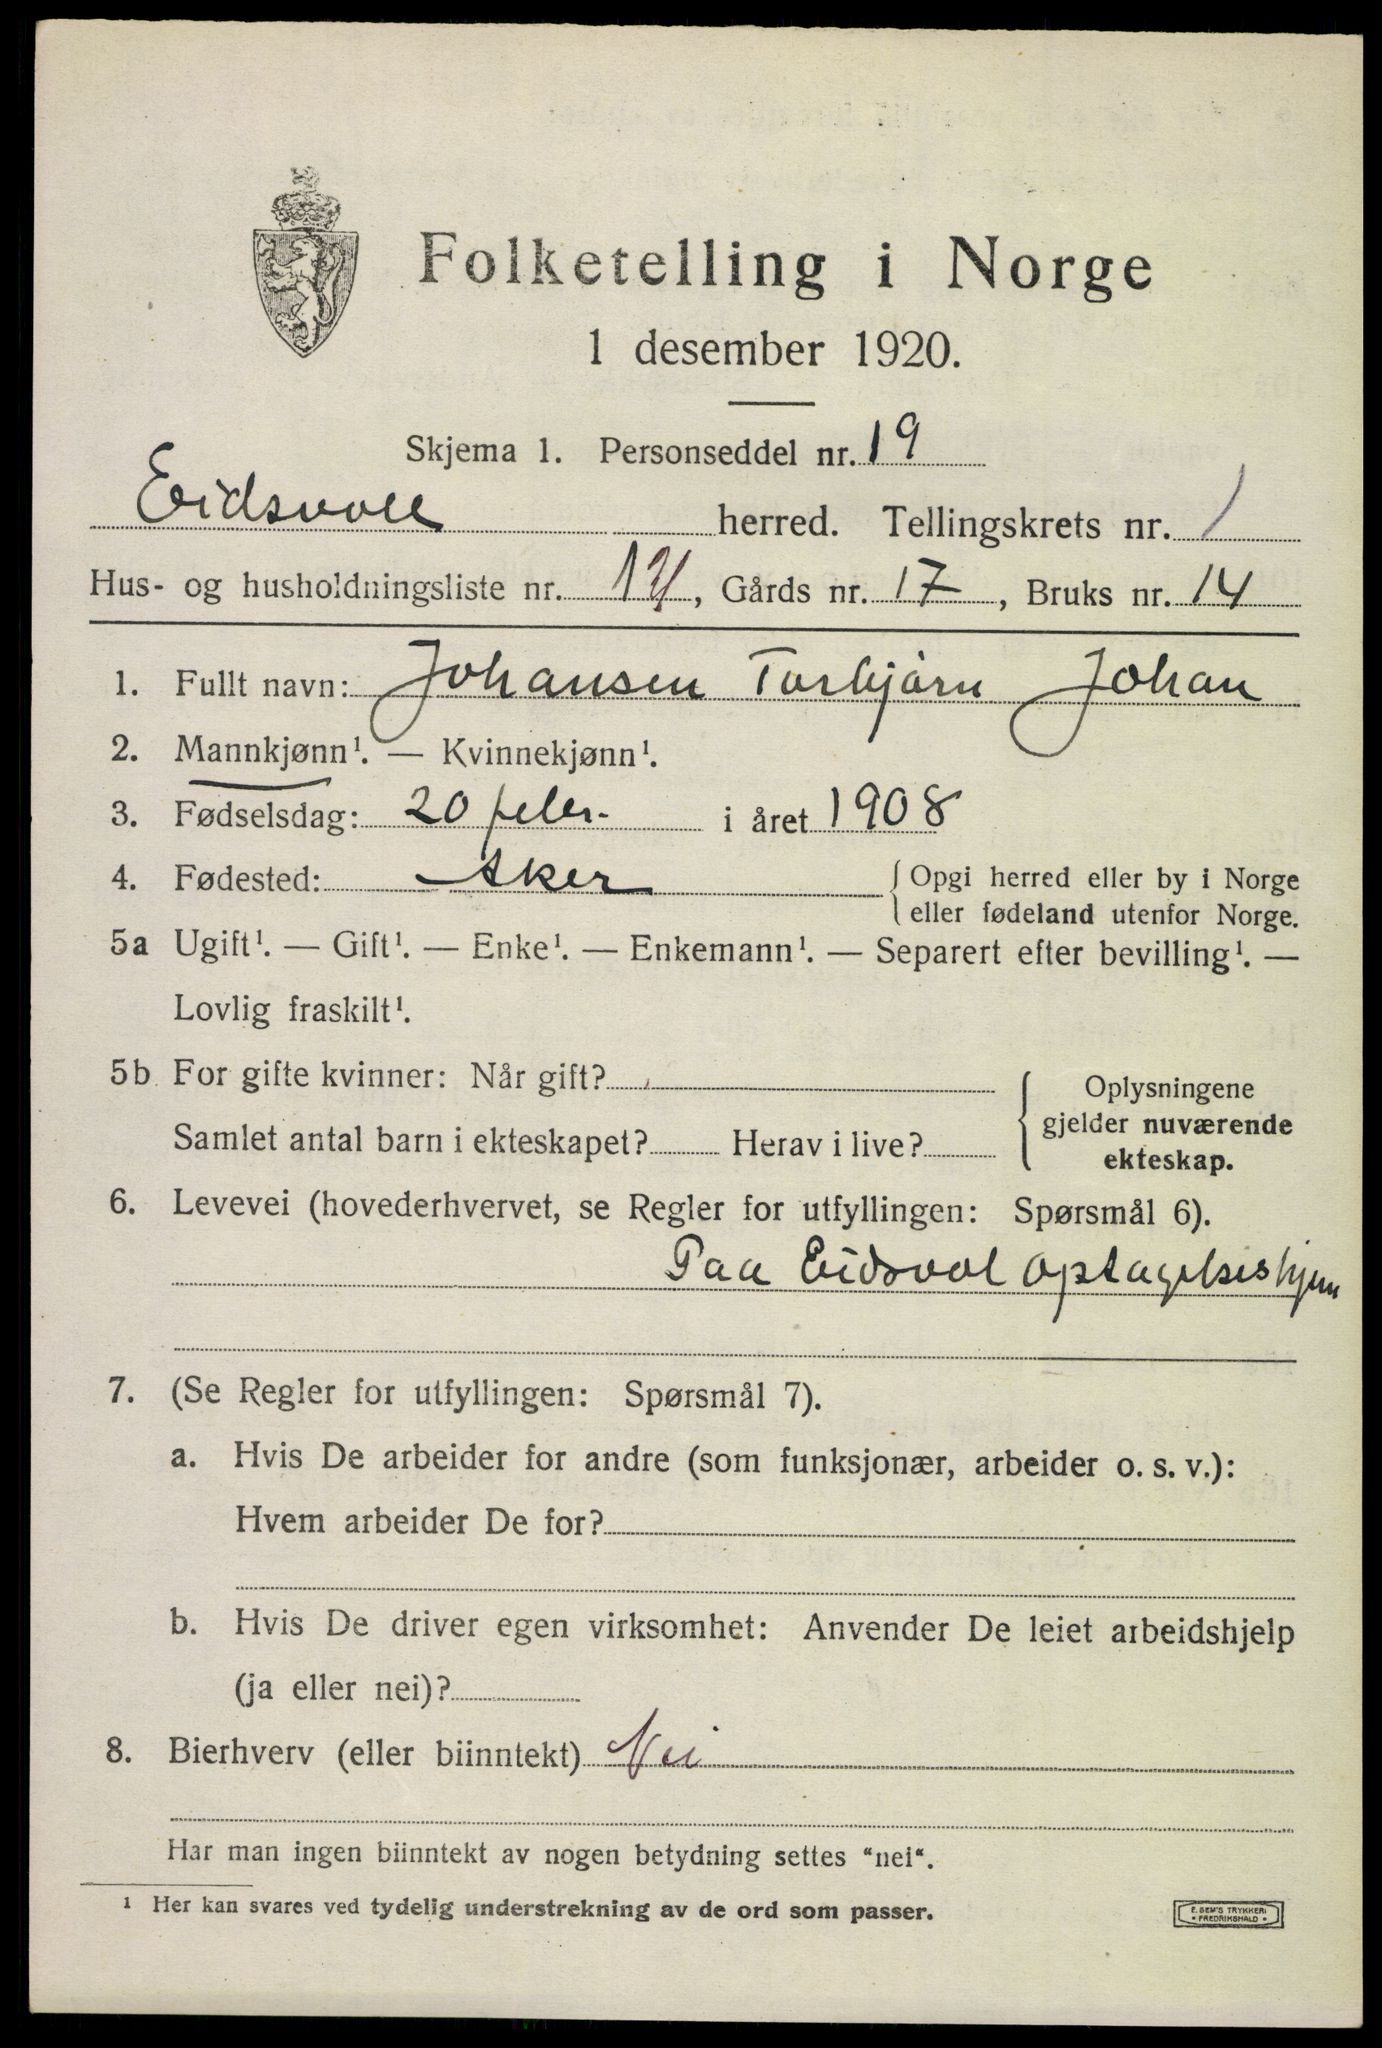 Folketelling i Norge
1 desember 1920.
Skjema 1. Personseddel nr. 19
Eidsvoll herred. Tellingskrets nr. 1
Hus- og husholdningsliste nr. , Gårds nr. 17, Bruks nr. 14
1. Fullt navn: Johansen Torbjørn Johan
2. Mannkjønn¹. — Kvinnekjønn¹.
3. Fødselsdag: 20 febr. i året 1908
4. Fødested: Aker { Opgi herred eller by i Norge
eller fødeland utenfor Norge.
5a Ugift¹. — Gift¹. — Enke¹. — Enkemann¹. — Separert efter bevilling¹. —
Lovlig fraskilt¹.
5b For gifte kvinner: Når gift? { Oplysningene
gjelder nuværende
Samlet antal barn i ekteskapet? Herav i live? ekteskap.
6. Levevei (hovederhvervet, se Regler for utfyllingen: Spørsmål 6).
Paa Eidsvol optagelseshjem
7. (Se Regler for utfyllingen: Spørsmål 7).
a. Hvis De arbeider for andre (som funksjonær, arbeider o. s. v.):
Hvem arbeider De for?
b. Hvis De driver egen virksomhet: Anvender De leiet arbeidshjelp
(ja eller nei)?
8. Bierhverv (eller biinntekt) Nei
Har man ingen biinntekt av nogen betydning settes "nei".
¹ Her kan svares ved tydelig understrekning av de ord som passer.
E. SEM'S TRYKKERI
• FREDRIKSHALD •